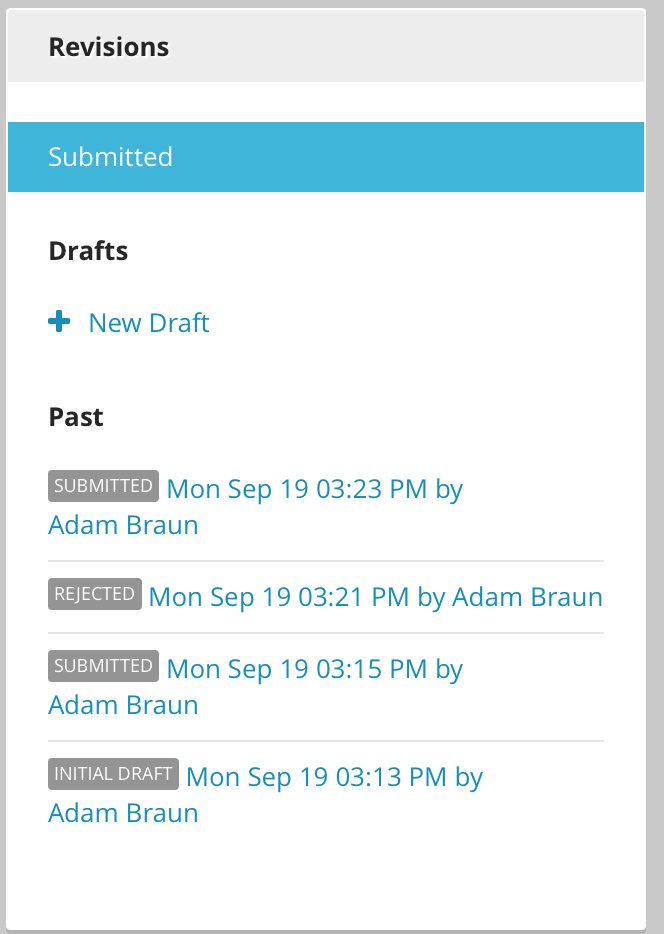 Revisions
Submitted
Drafts
New Draft
Past
SUBMITTED Mon Sep 19 03:23 PM by
Adam Braun
REJECTED Mon Sep 19 03:21 PM by Adam Braun
SUBMITTED Mon Sep 19 03:15 PM by
Adam Braun
INITIAL DRAFT Mon Sep 19 03:13 PM by
Adam Braun